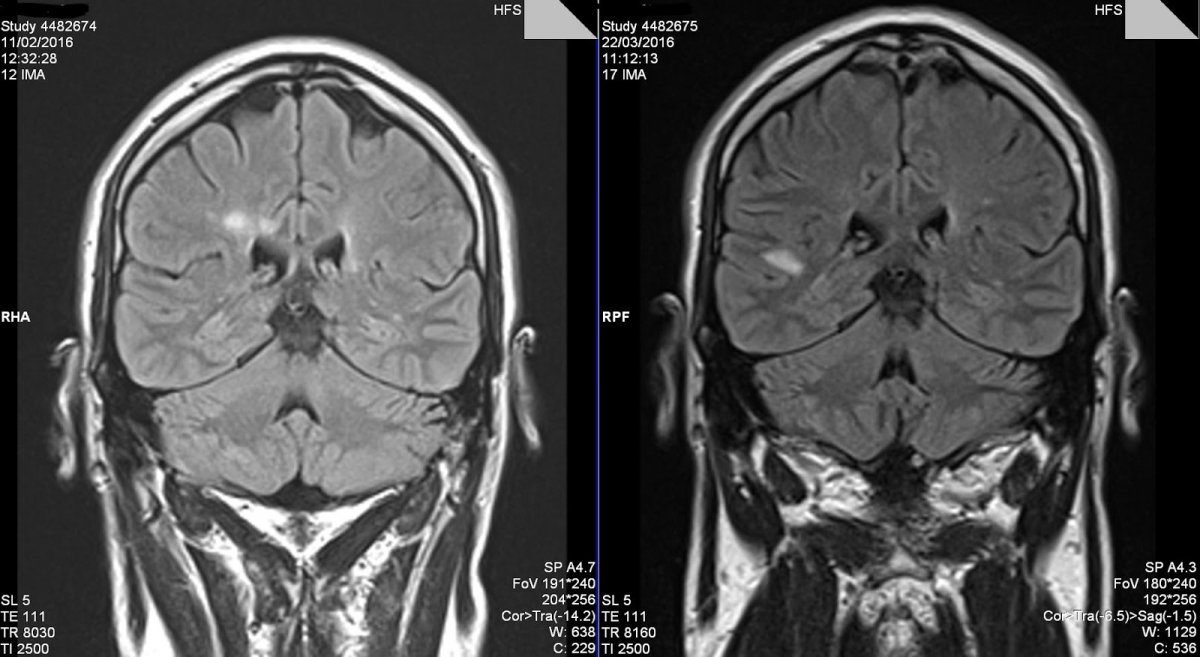 HFS
Study 4482674
11/02/2016
12:32:28
12 IMA
RHA
SP A4.7
FoV 191*240
204*256
Cor>Tra(-14.2)
W: 638
C: 229
SL 5
TE 111
TR 8030
TI 2500
HFS
Study 4482675
22/03/2016
11:12:13
17 IMA
RPF
SP A4.3
FoV 180*240
192*256
Cor>Tra(-6.5)>Sag(-1.5)
W: 1129
C: 536
SL 5
TE 111
TR 8160
TI 2500